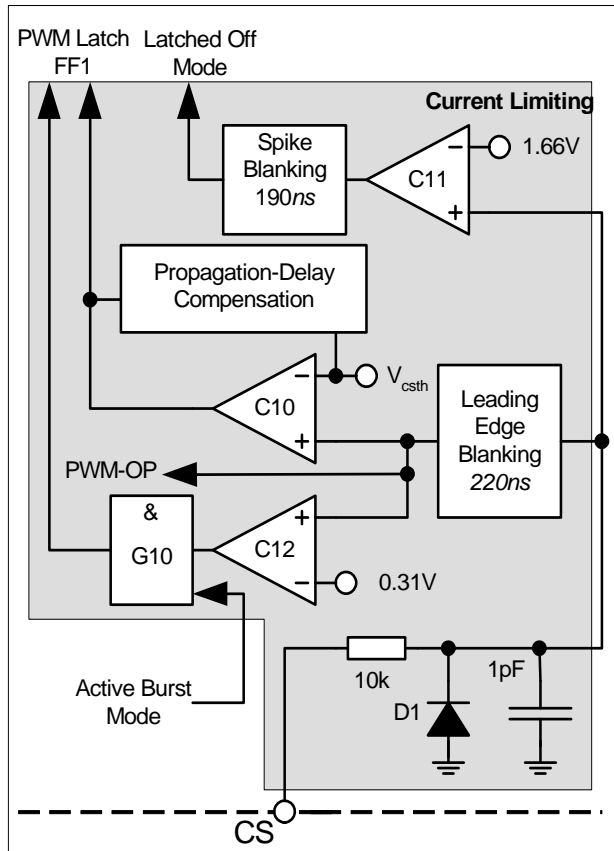 PWM Latch
FF1
Latched Off
Mode
Current Limiting
Spike
Blanking
190ns
C11
1.66V
Propagation-Delay
Compensation
C10
Vcsth
Leading
Edge
Blanking
220ns
PWM-OP
&
G10
C12
0.31V
Active Burst
Mode
10k
D1
1pF
CS